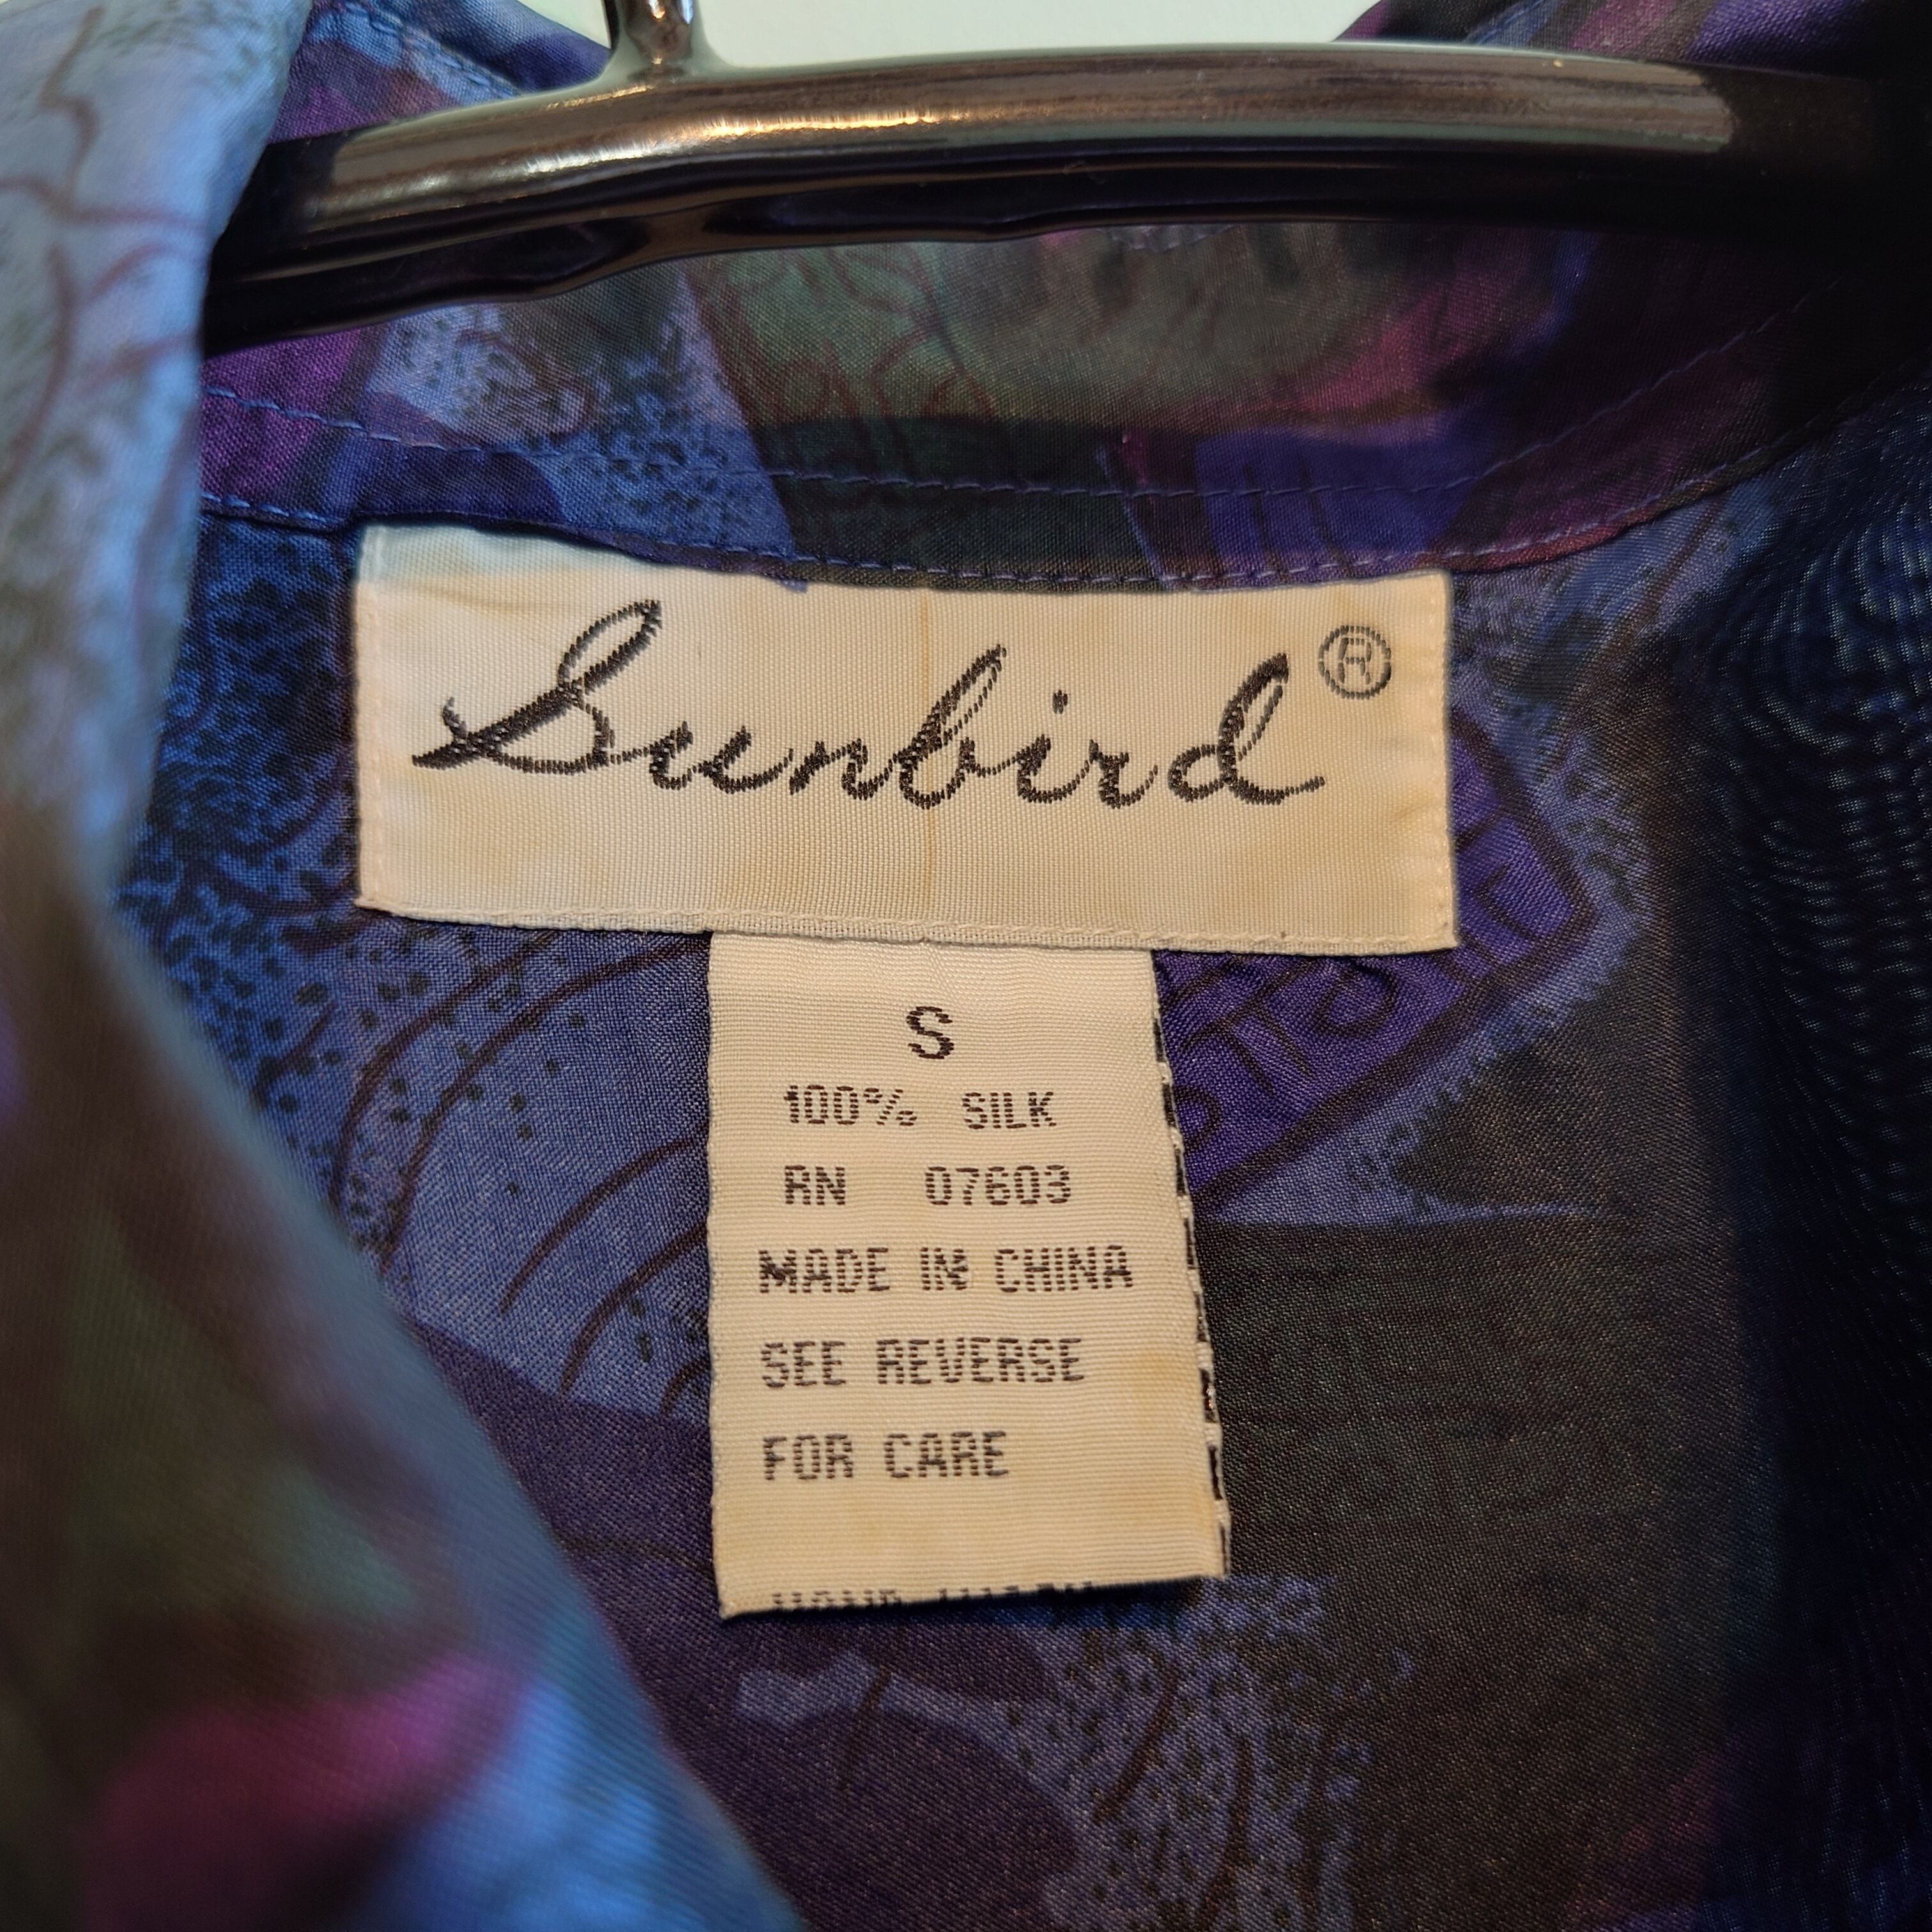 Sunbird ®
S
100% SILK
RN 07603
MADE IN CHINA
SEE REVERSE
FOR CARE